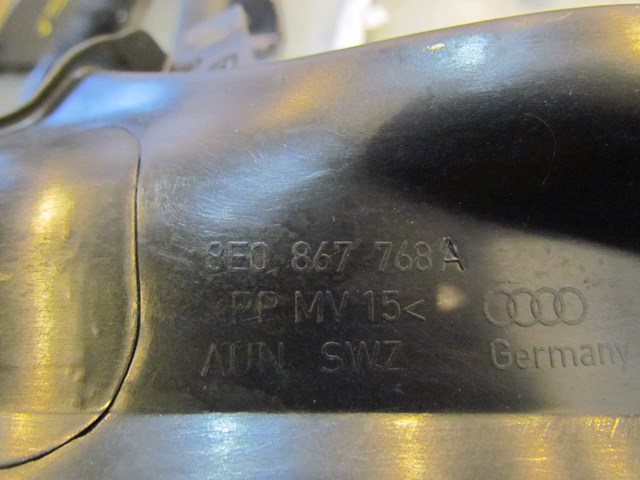 8E0 867 768 A
PP MV 15<
AUN SWZ
Germany